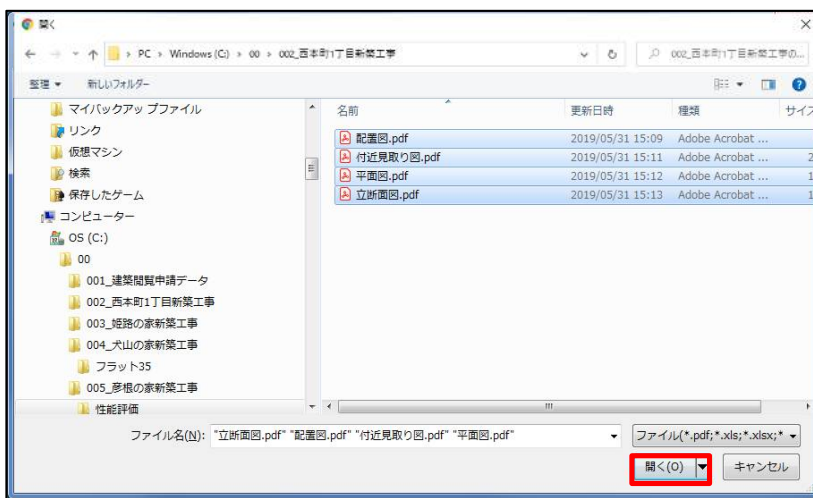 開く
PC › Windows (C:) › 00 › 002_西本町1丁目新築工事
002_西本町1丁目新築工事の...
整理 新しいフォルダー
名前 更新日時 種類 サイズ
配置図.pdf 2019/05/31 15:09 Adobe Acrobat ...
付近見取り図.pdf 2019/05/31 15:11 Adobe Acrobat ... 2
平面図.pdf 2019/05/31 15:12 Adobe Acrobat ... 1
立断面図.pdf 2019/05/31 15:13 Adobe Acrobat ... 1
マイバックアップファイル
リンク
仮想マシン
検索
保存したゲーム
コンピューター
OS (C:)
00
001_建築閲覧申請データ
002_西本町1丁目新築工事
003_姫路の家新築工事
004_犬山の家新築工事
フラット35
005_彦根の家新築工事
性能評価
ファイル名(N): "立断面図.pdf" "配置図.pdf" "付近見取り図.pdf" "平面図.pdf"
ファイル(*.pdf;*.xls;*.xlsx;*
開く(O) キャンセル